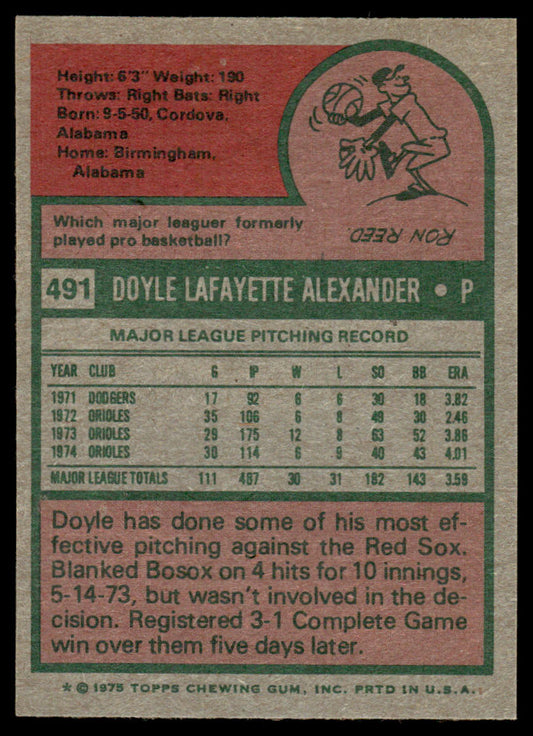 Height: 6'3" Weight: 190
Throws: Right Bats: Right
Born: 9-5-50, Cordova,
Alabama
Home: Birmingham,
Alabama
Which major leaguer formerly
played pro basketball?
RON REED
491 DOYLE LAFAYETTE ALEXANDER • P
MAJOR LEAGUE PITCHING RECORD
YEAR CLUB G IP W L SO BB ERA
1971 DODGERS 17 92 6 6 30 18 3.82
1972 ORIOLES 35 106 6 8 49 30 2.46
1973 ORIOLES 29 175 12 8 63 52 3.86
1974 ORIOLES 30 114 6 9 40 43 4.01
MAJOR LEAGUE TOTALS 111 487 30 31 182 143 3.59
Doyle has done some of his most ef-
fective pitching against the Red Sox.
Blanked Bosox on 4 hits for 10 innings,
5-14-73, but wasn't involved in the de-
cision. Registered 3-1 Complete Game
win over them five days later.
* © 1975 TOPPS CHEWING GUM, INC. PRTD IN U.S.A.